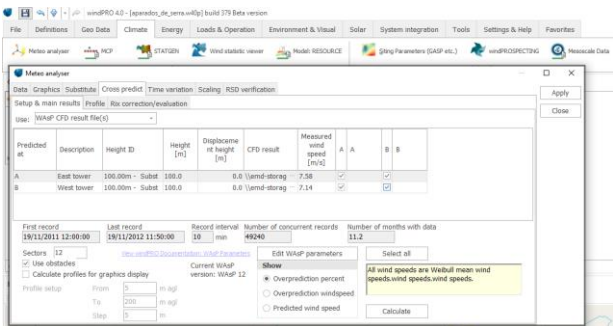 windPRO 4.0 - [aparados_de_serra.w40p] build 379 Beta version
File Definitions Geo Data Climate Energy Loads & Operation Environment & Visual Solar System integration Tools Settings & Help Favorites
Meteo analyser MCP STATGEN Wind statistic viewer Model: RESOURCE Siting Parameters (GASP etc.) windPROSPECTING Mesoscale Data
Meteo analyser
Data Graphics Substitute Cross predict Time variation Scaling RSD verification
Apply
Setup & main results Profile Rix correction/evaluation
Close
Use: WAsP CFD result file(s)
Predicted at Description Height ID Height [m] Displaceme nt height [m] CFD result Measured wind speed [m/s] A A B B
A East tower 100.00m - Subst 100.0 0.0 \\emd-storag 7.58
B West tower 100.00m - Subst 100.0 0.0 \\emd-storag 7.14
First record Last record Record interval Number of concurrent records Number of months with data
19/11/2011 12:00:00 19/11/2012 11:50:00 10 min 49240 11.2
Sectors 12 View windPRO Documentation: WAsP Parameters Edit WAsP parameters Select all
Use obstacles Current WAsP version: WAsP 12 Show All wind speeds are Weibull mean wind speeds.wind speeds.wind speeds.
Calculate profiles for graphics display Overprediction percent
Profile setup From 5 m agl Overprediction windspeed
To 200 m agl Predicted wind speed
Step 5 m Calculate